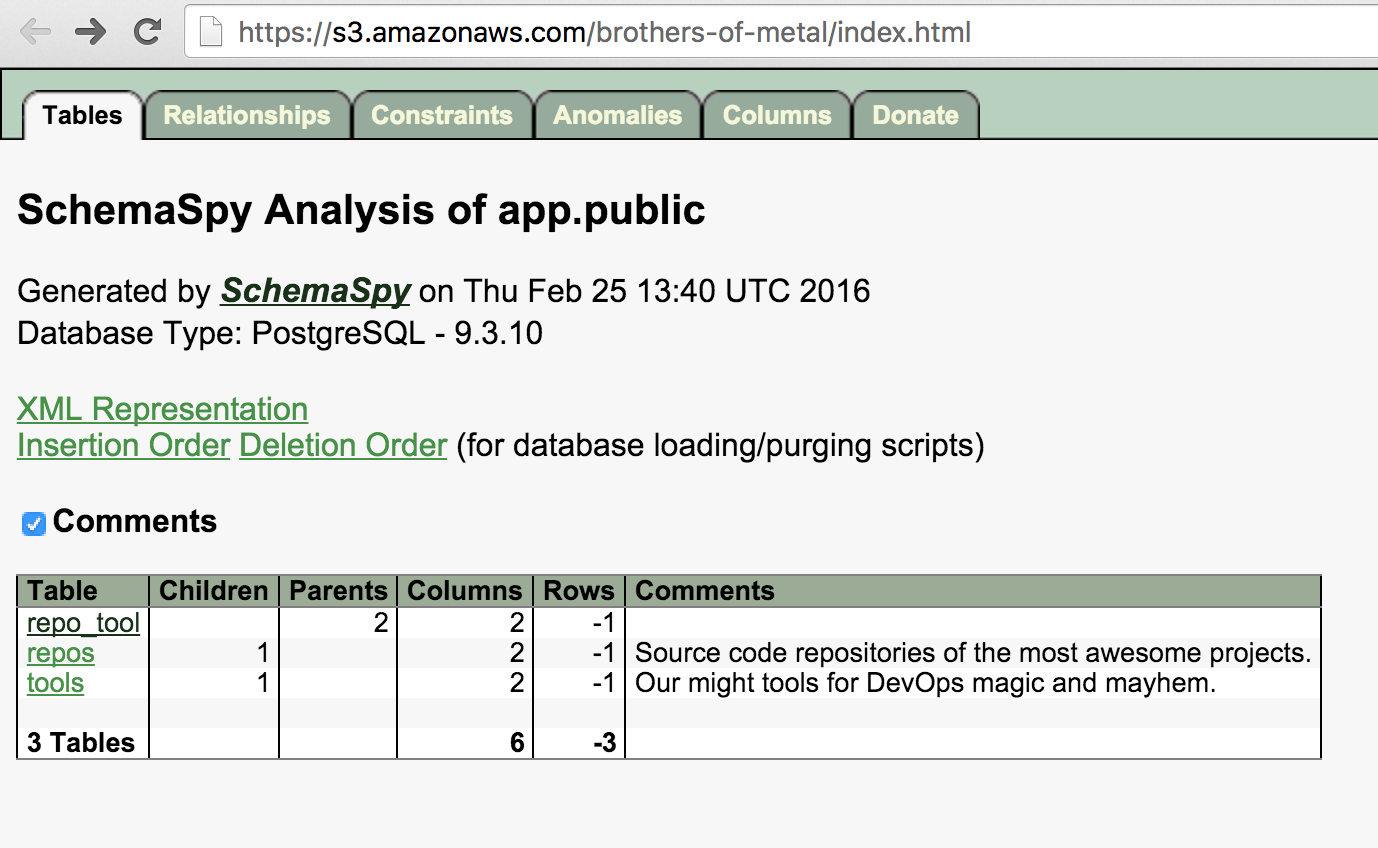 https://s3.amazonaws.com/brothers-of-metal/index.html
Tables Relationships Constraints Anomalies Columns Donate
SchemaSpy Analysis of app.public
Generated by SchemaSpy on Thu Feb 25 13:40 UTC 2016
Database Type: PostgreSQL - 9.3.10
XML Representation
Insertion Order Deletion Order (for database loading/purging scripts)
Comments
Table Children Parents Columns Rows Comments
repo_tool 2 2 -1
repos 1 2 -1 Source code repositories of the most awesome projects.
tools 1 2 -1 Our might tools for DevOps magic and mayhem.
3 Tables 6 -3